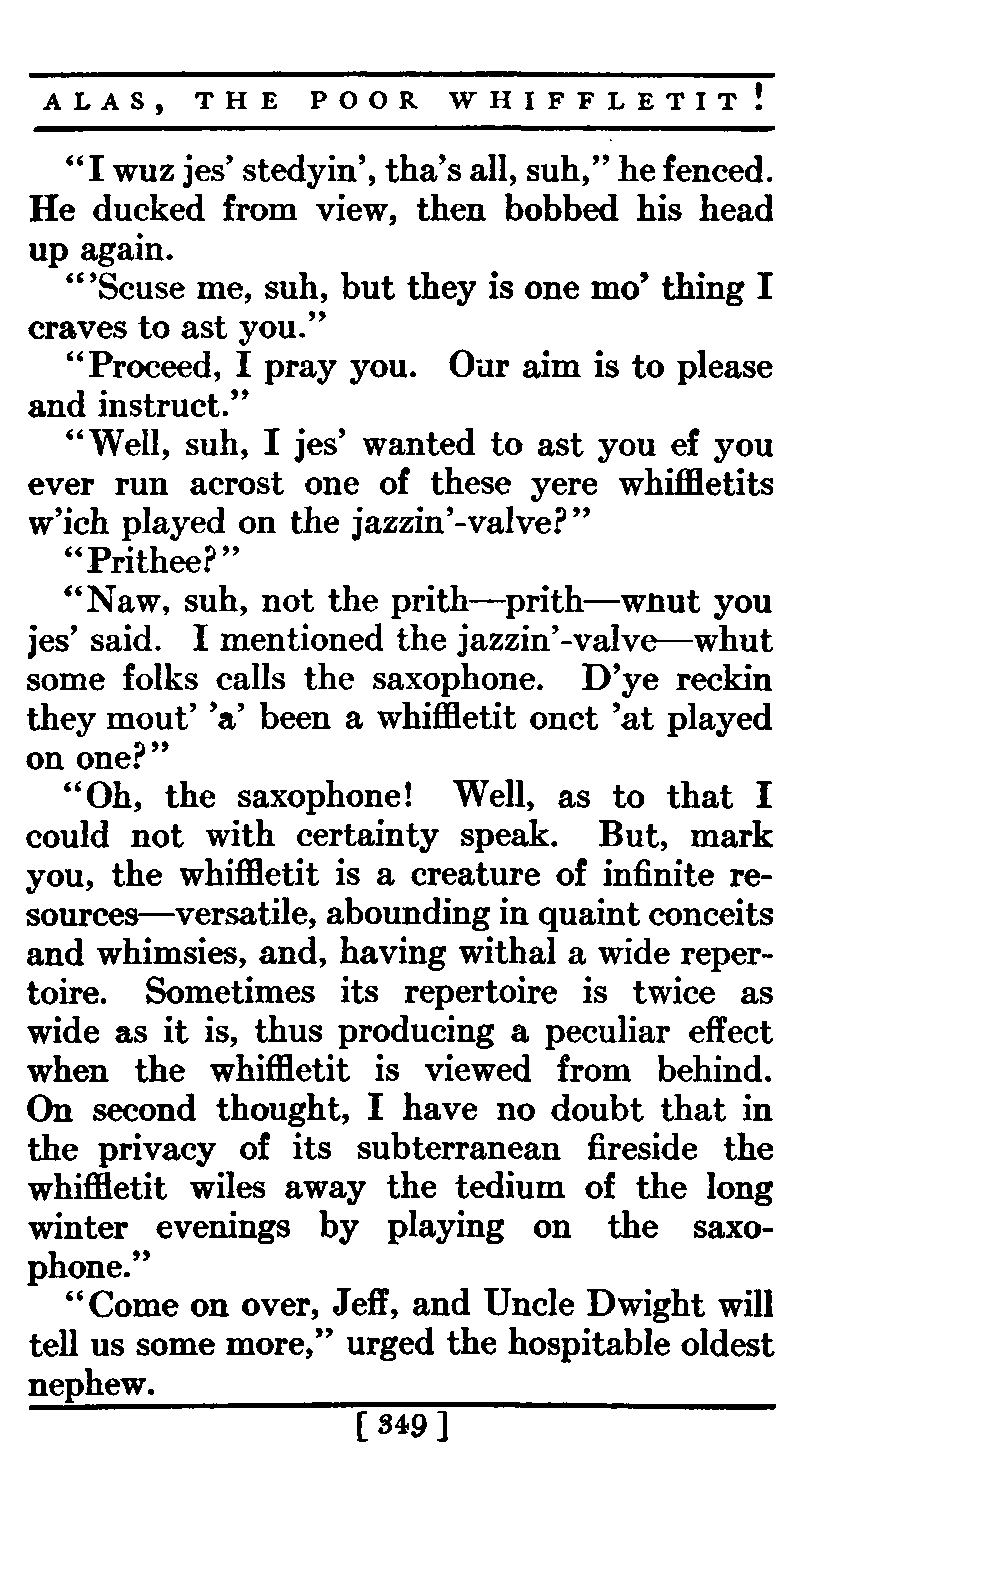 ALAS, THE POOR WHIFFLETIT!
“I wuz jes’ stedyin’, tha’s all, suh,” he fenced.
He ducked from view, then bobbed his head
up again.
“’Scuse me, suh, but they is one mo’ thing I
craves to ast you.”
“Proceed, I pray you. Our aim is to please
and instruct.”
“Well, suh, I jes’ wanted to ast you ef you
ever run acrost one of these yere whiffletits
w’ich played on the jazzin’-valve?”
“Prithee?”
“Naw, suh, not the prith—prith—wnut you
jes’ said. I mentioned the jazzin’-valve—whut
some folks calls the saxophone. D’ye reckin
they mout’ ’a’ been a whiffletit onct ’at played
on one?”
“Oh, the saxophone! Well, as to that I
could not with certainty speak. But, mark
you, the whiffletit is a creature of infinite re-
sources—versatile, abounding in quaint conceits
and whimsies, and, having withal a wide reper-
toire. Sometimes its repertoire is twice as
wide as it is, thus producing a peculiar effect
when the whiffletit is viewed from behind.
On second thought, I have no doubt that in
the privacy of its subterranean fireside the
whiffletit wiles away the tedium of the long
winter evenings by playing on the saxo-
phone.”
“Come on over, Jeff, and Uncle Dwight will
tell us some more,” urged the hospitable oldest
nephew.
[ 349 ]